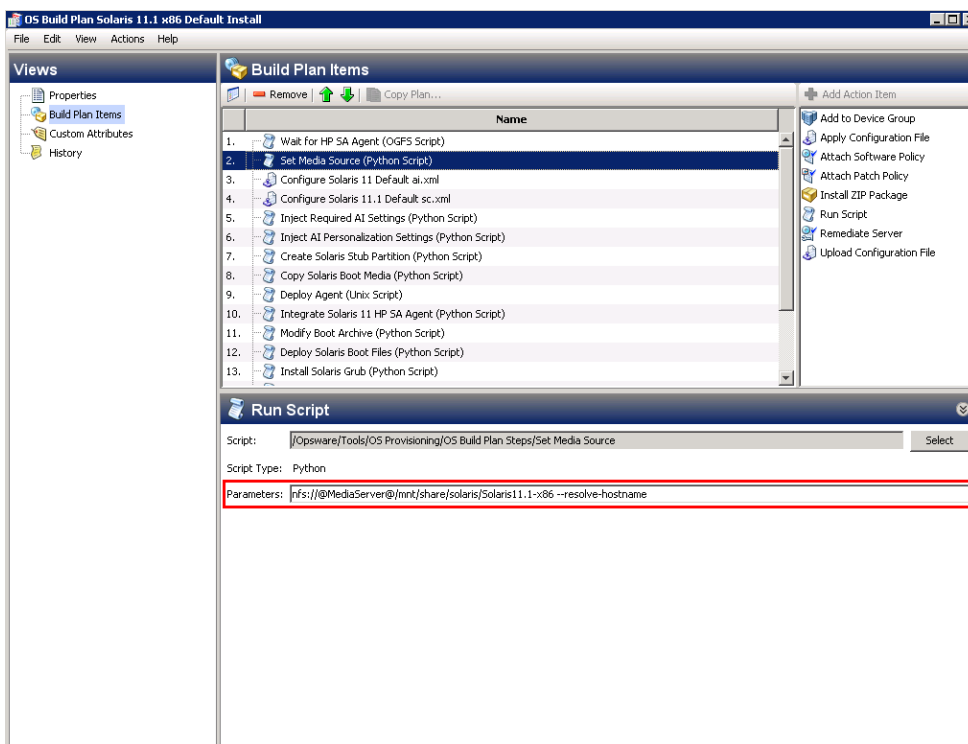 OS Build Plan Solaris 11.1 x86 Default Install
File Edit View Actions Help
Views
Properties
Build Plan Items
Custom Attributes
History
Build Plan Items
Remove Copy Plan...
Name
1. Wait for HP SA Agent (OGFS Script)
2. Set Media Source (Python Script)
3. Configure Solaris 11 Default ai.xml
4. Configure Solaris 11.1 Default sc.xml
5. Inject Required AI Settings (Python Script)
6. Inject AI Personalization Settings (Python Script)
7. Create Solaris Stub Partition (Python Script)
8. Copy Solaris Boot Media (Python Script)
9. Deploy Agent (Unix Script)
10. Integrate Solaris 11 HP SA Agent (Python Script)
11. Modify Boot Archive (Python Script)
12. Deploy Solaris Boot Files (Python Script)
13. Install Solaris Grub (Python Script)
Add Action Item
Add to Device Group
Apply Configuration File
Attach Software Policy
Attach Patch Policy
Install ZIP Package
Run Script
Remediate Server
Upload Configuration File
Run Script
Script: /Opsware/Tools/OS Provisioning/OS Build Plan Steps/Set Media Source Select
Script Type: Python
Parameters: nfs://@MediaServer@/mnt/share/solaris/Solaris11.1-x86 --resolve-hostname